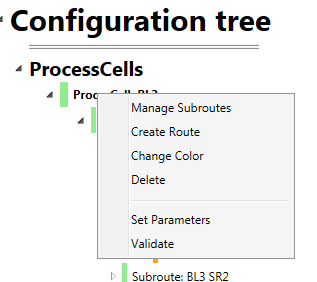 Configuration tree
ProcessCells
Manage Subroutes
Create Route
Change Color
Delete
Set Parameters
Validate
Subroute: BL3 SR2